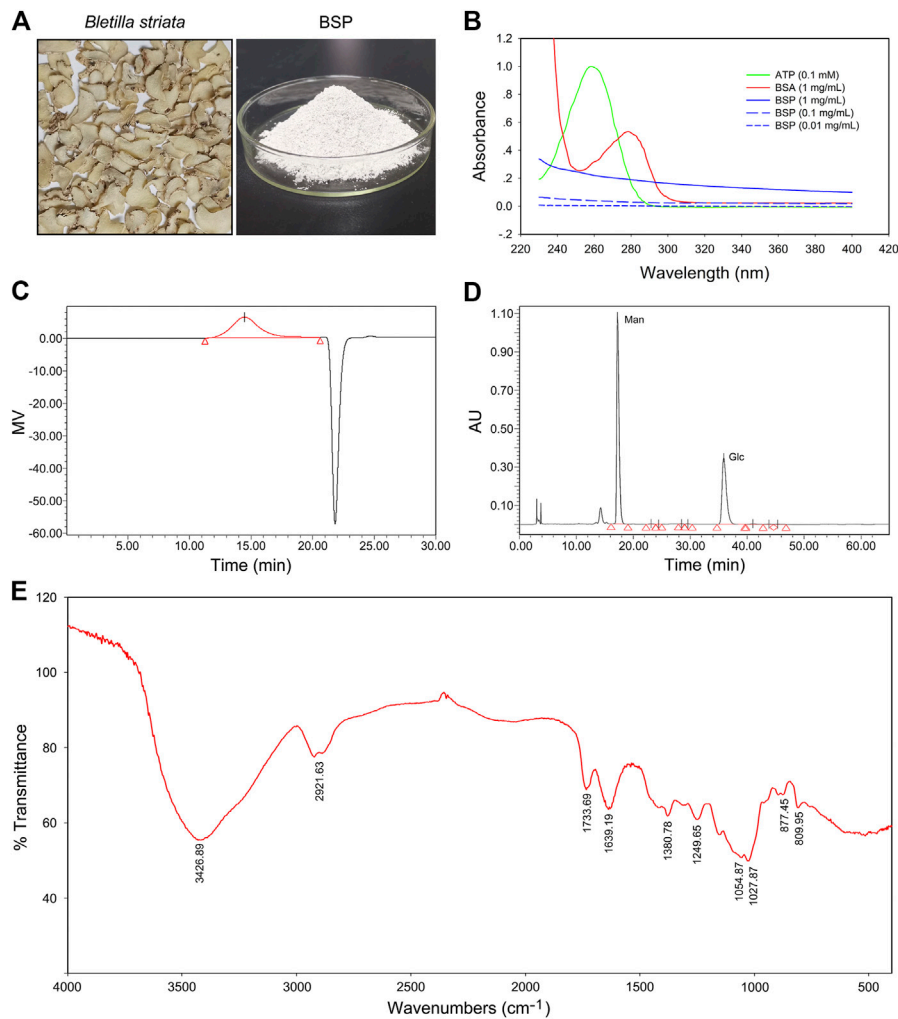 A
Bletilla striata
BSP
B
Absorbance
1.2
1.0
.8
.6
.4
.2
0.0
-.2
220 240 260 280 300 320 340 360 380 400 420
Wavelength (nm)
ATP (0.1 mM)
BSA (1 mg/mL)
BSP (1 mg/mL)
BSP (0.1 mg/mL)
BSP (0.01 mg/mL)
C
MV
0.00
-10.00
-20.00
-30.00
-40.00
-50.00
-60.00
5.00 10.00 15.00 20.00 25.00 30.00
Time (min)
D
AU
1.10
0.90
0.70
0.50
0.30
0.10
Man
Glc
0.00 10.00 20.00 30.00 40.00 50.00 60.00
Time (min)
E
% Transmittance
120
100
80
60
40
3426.89
2921.63
1733.69
1639.19
1380.78
1249.65
1054.87
1027.87
877.45
809.95
4000 3500 3000 2500 2000 1500 1000 500
Wavenumbers (cm⁻¹)